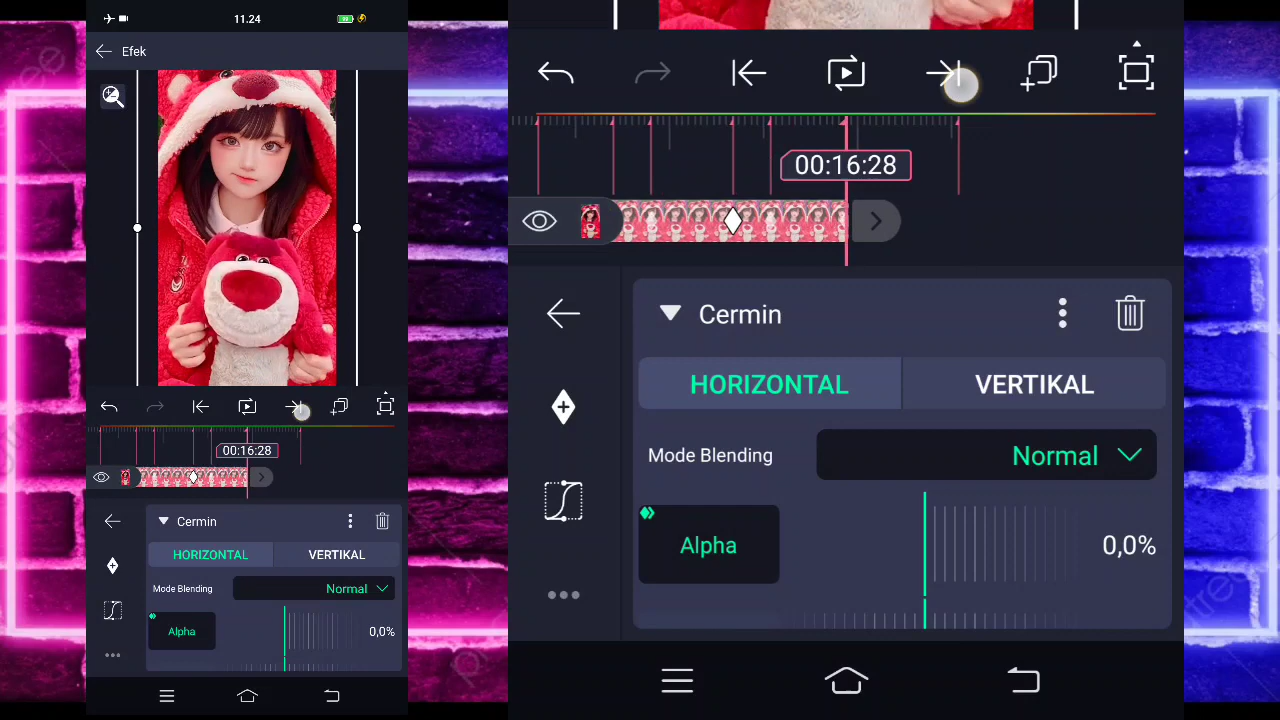 11.24
Efek
00:16:28
Cermin
HORIZONTAL VERTIKAL
Mode Blending Normal
Alpha 0,0%
00:16:28
Cermin
HORIZONTAL VERTIKAL
Mode Blending Normal
Alpha 0,0%